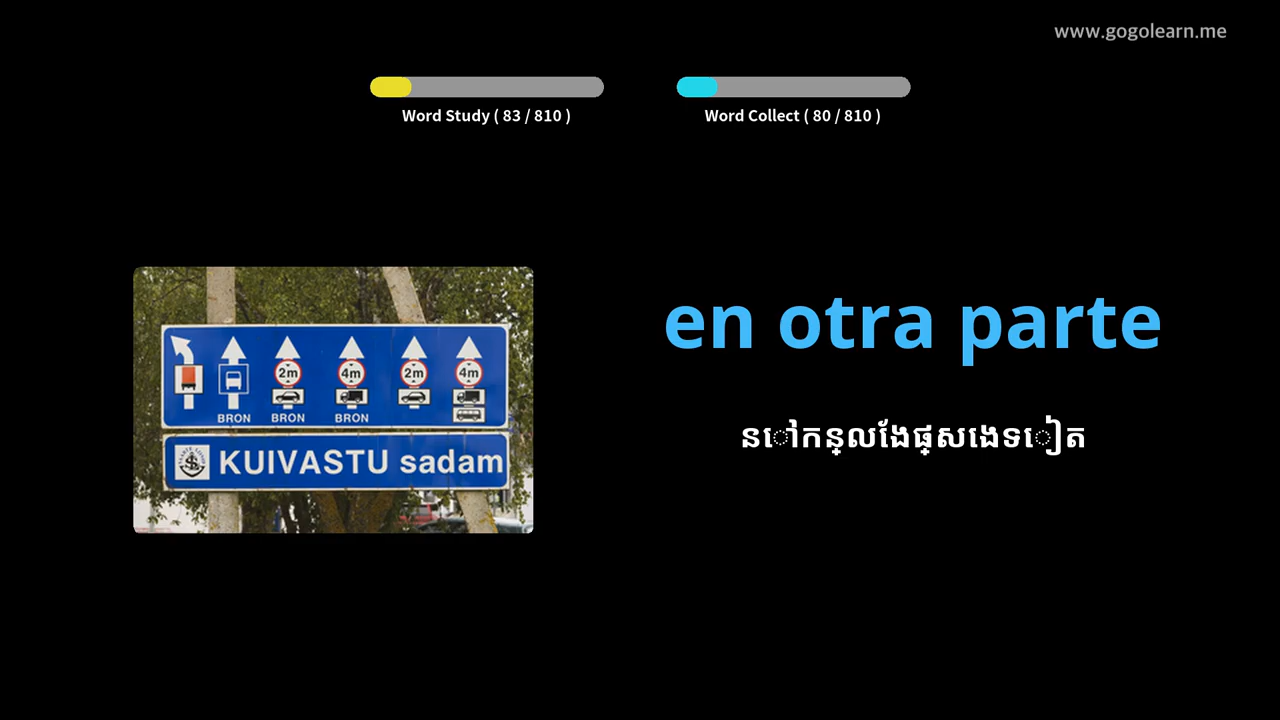 www.gogolearn.me
Word Study ( 83 / 810 )
Word Collect ( 80 / 810 )
2m 4m 2m 4m
BRON BRON BRON
KUIVASTU sadam
en otra parte
នៅកន្លែងផ្សេងទៀត